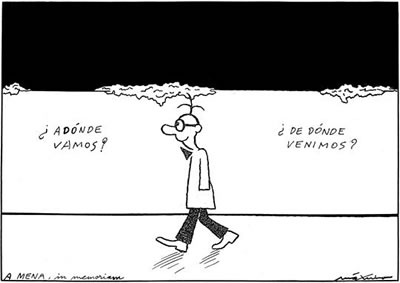 ¿ADÓNDE
VAMOS?
¿DE DÓNDE
VENIMOS?
A MENA. in memoriam